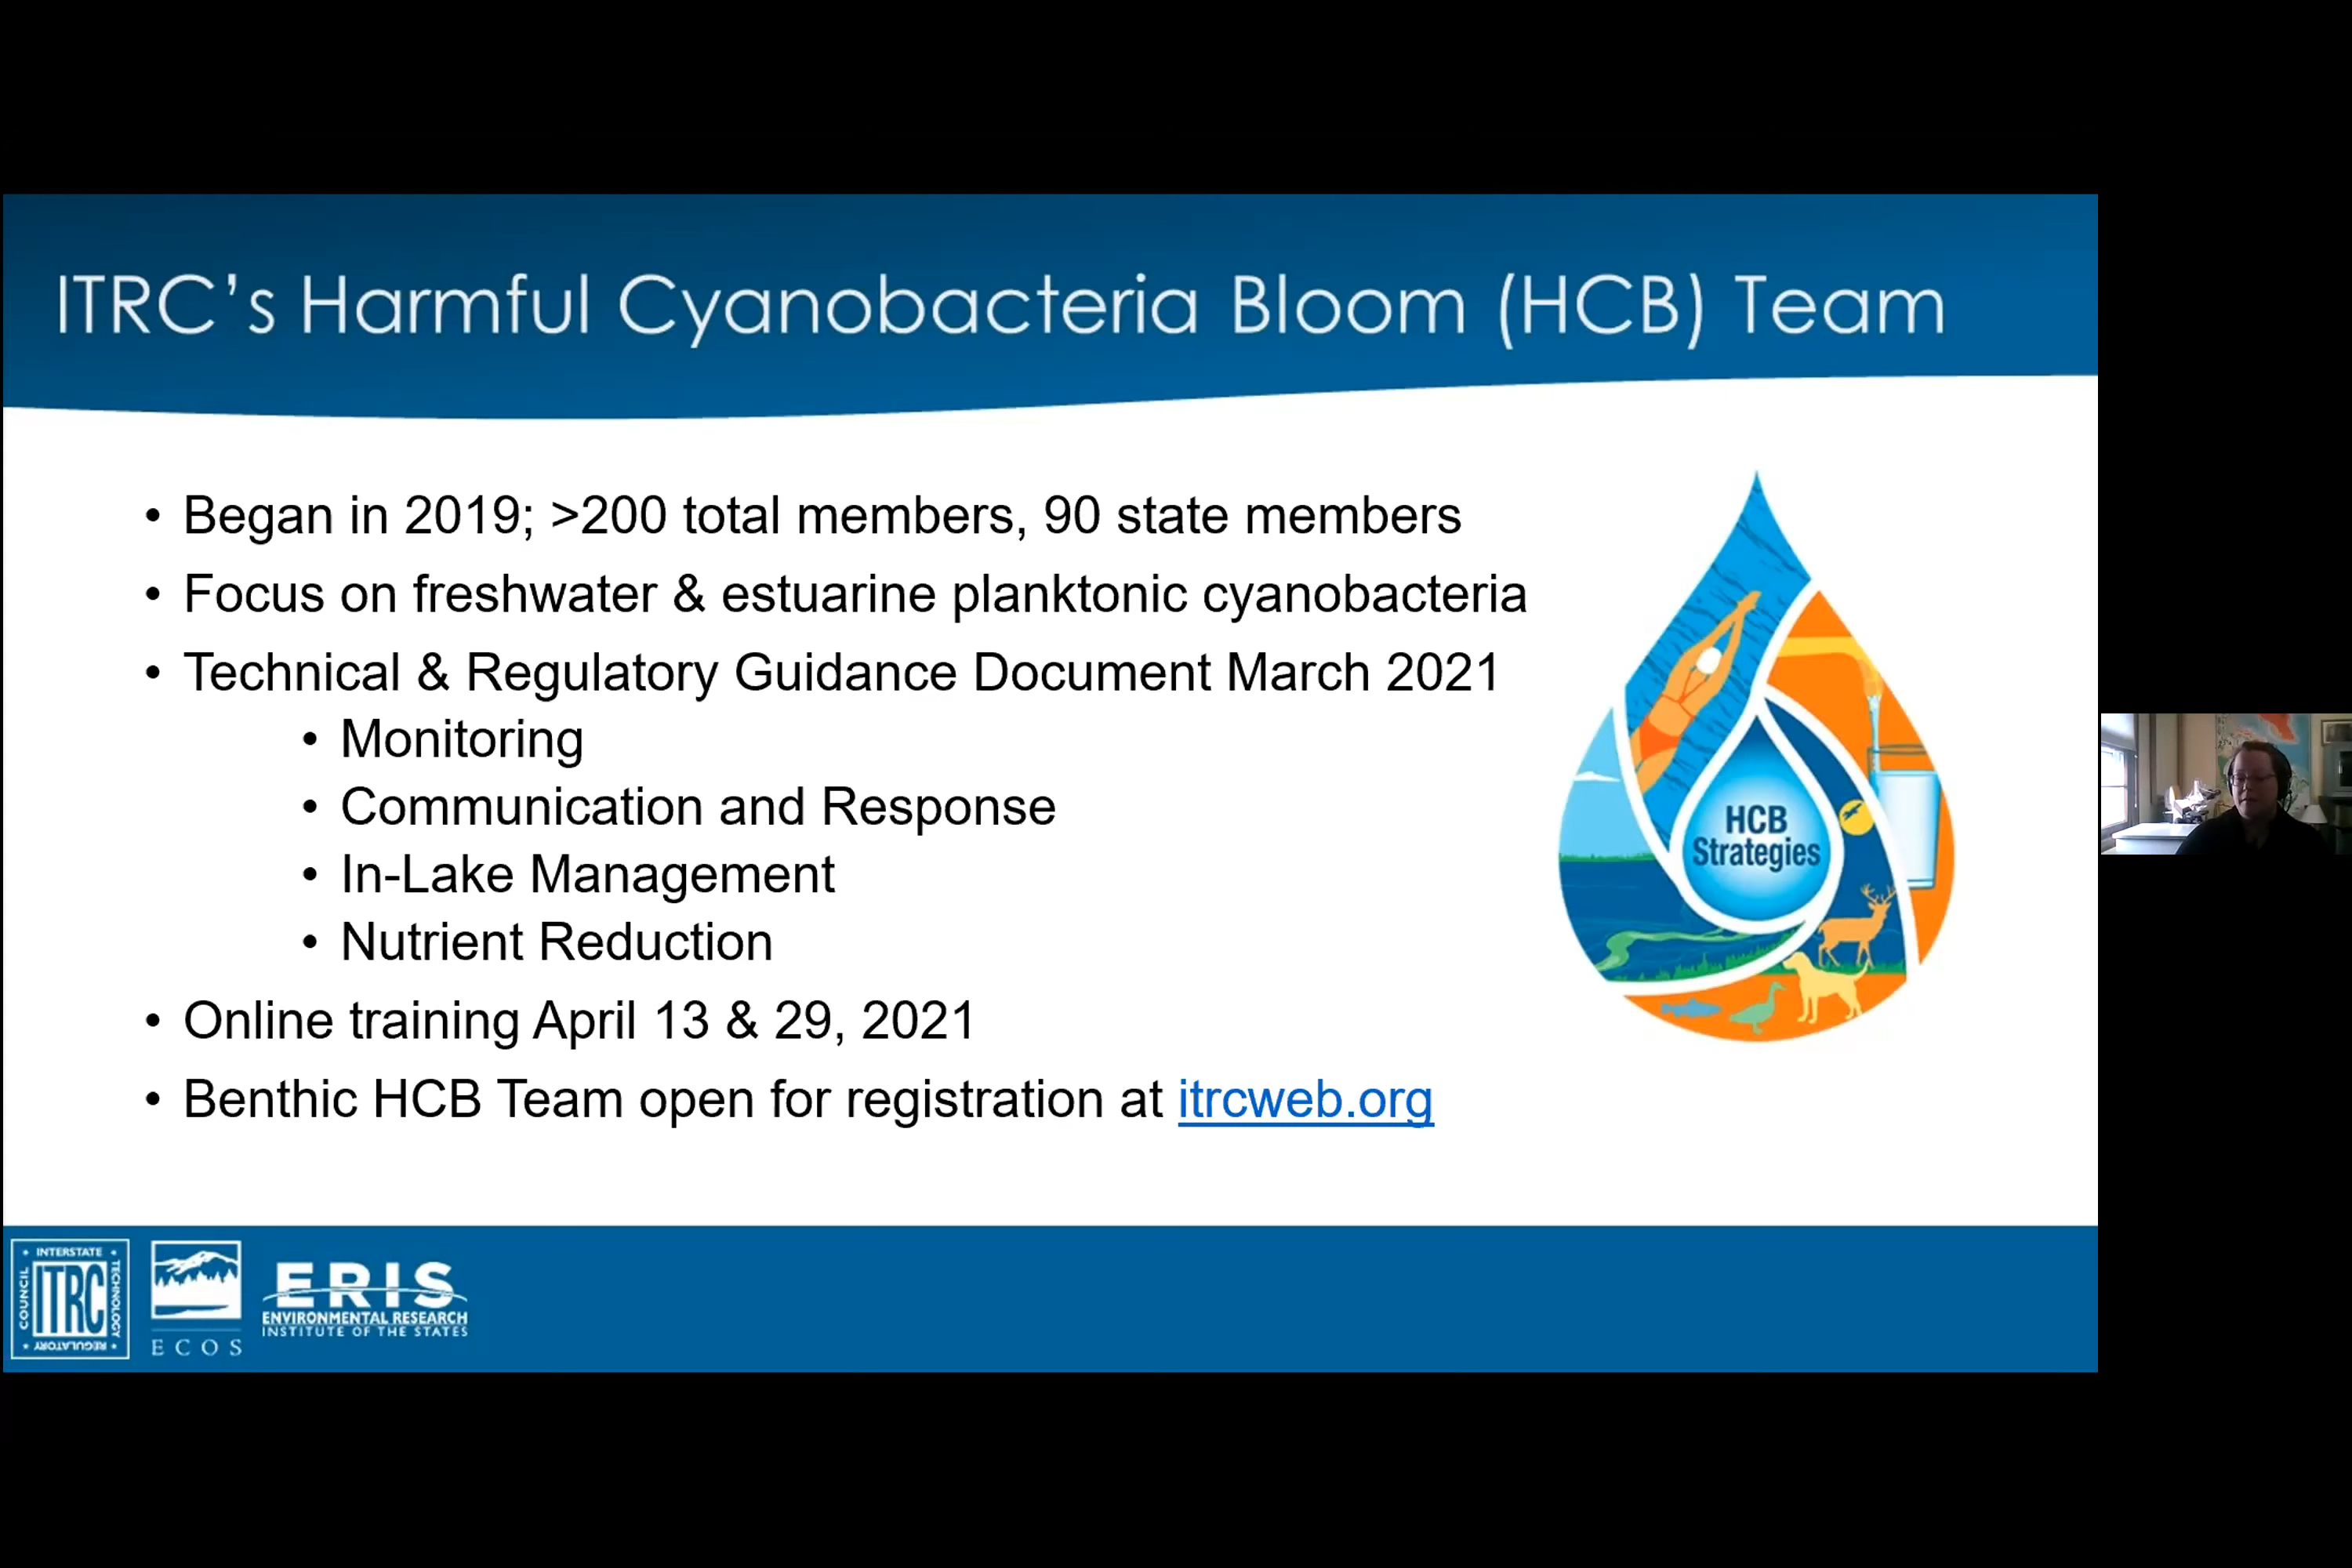 ITRC's Harmful Cyanobacteria Bloom (HCB) Team
• Began in 2019; >200 total members, 90 state members
• Focus on freshwater & estuarine planktonic cyanobacteria
• Technical & Regulatory Guidance Document March 2021
• Monitoring
• Communication and Response
• In-Lake Management
• Nutrient Reduction
• Online training April 13 & 29, 2021
• Benthic HCB Team open for registration at itrcweb.org
HCB
Strategies
INTERSTATE
TECHNOLOGY
REGULATORY
COUNCIL
ITRC
ECOS
ERIS
ENVIRONMENTAL RESEARCH
INSTITUTE OF THE STATES